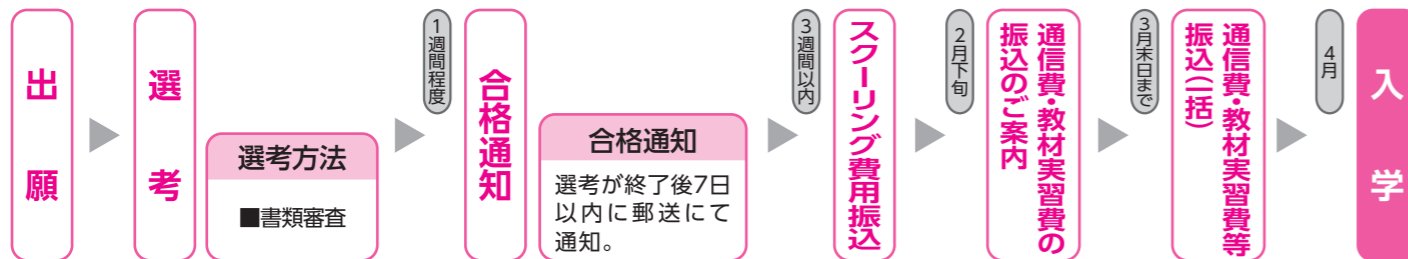 出願
選考
選考方法
■書類審査
1週間程度
合格通知
合格通知
選考が終了後7日
以内に郵送にて
通知。
3週間以内
スクーリング費用振込
2月下旬
通信費・教材実習費の
振込のご案内
3月末日まで
通信費・教材実習費等
振込(一括)
4月
入学